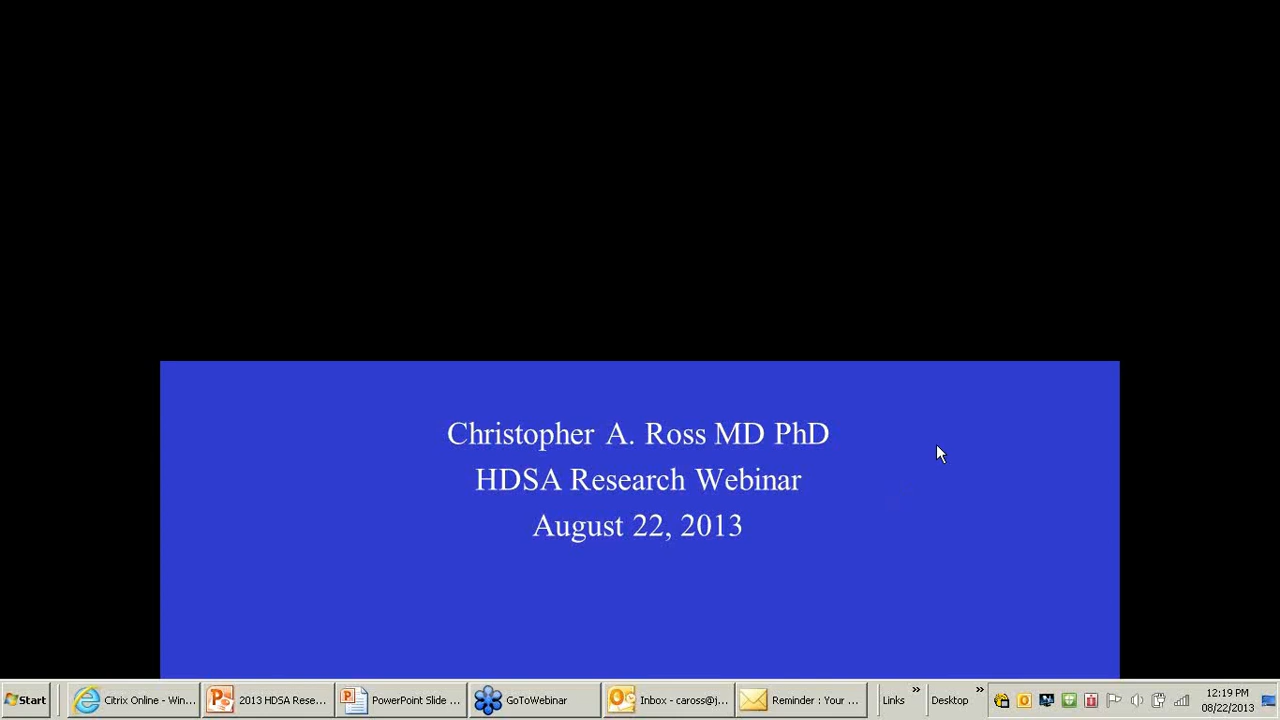 Christopher A. Ross MD PhD
HDSA Research Webinar
August 22, 2013
Start
Citrix Online - Win...
2013 HDSA Rese...
PowerPoint Slide ...
GoToWebinar
Inbox - caross@j...
Reminder : Your ...
Links
»
Desktop
»
12:19 PM
08/22/2013